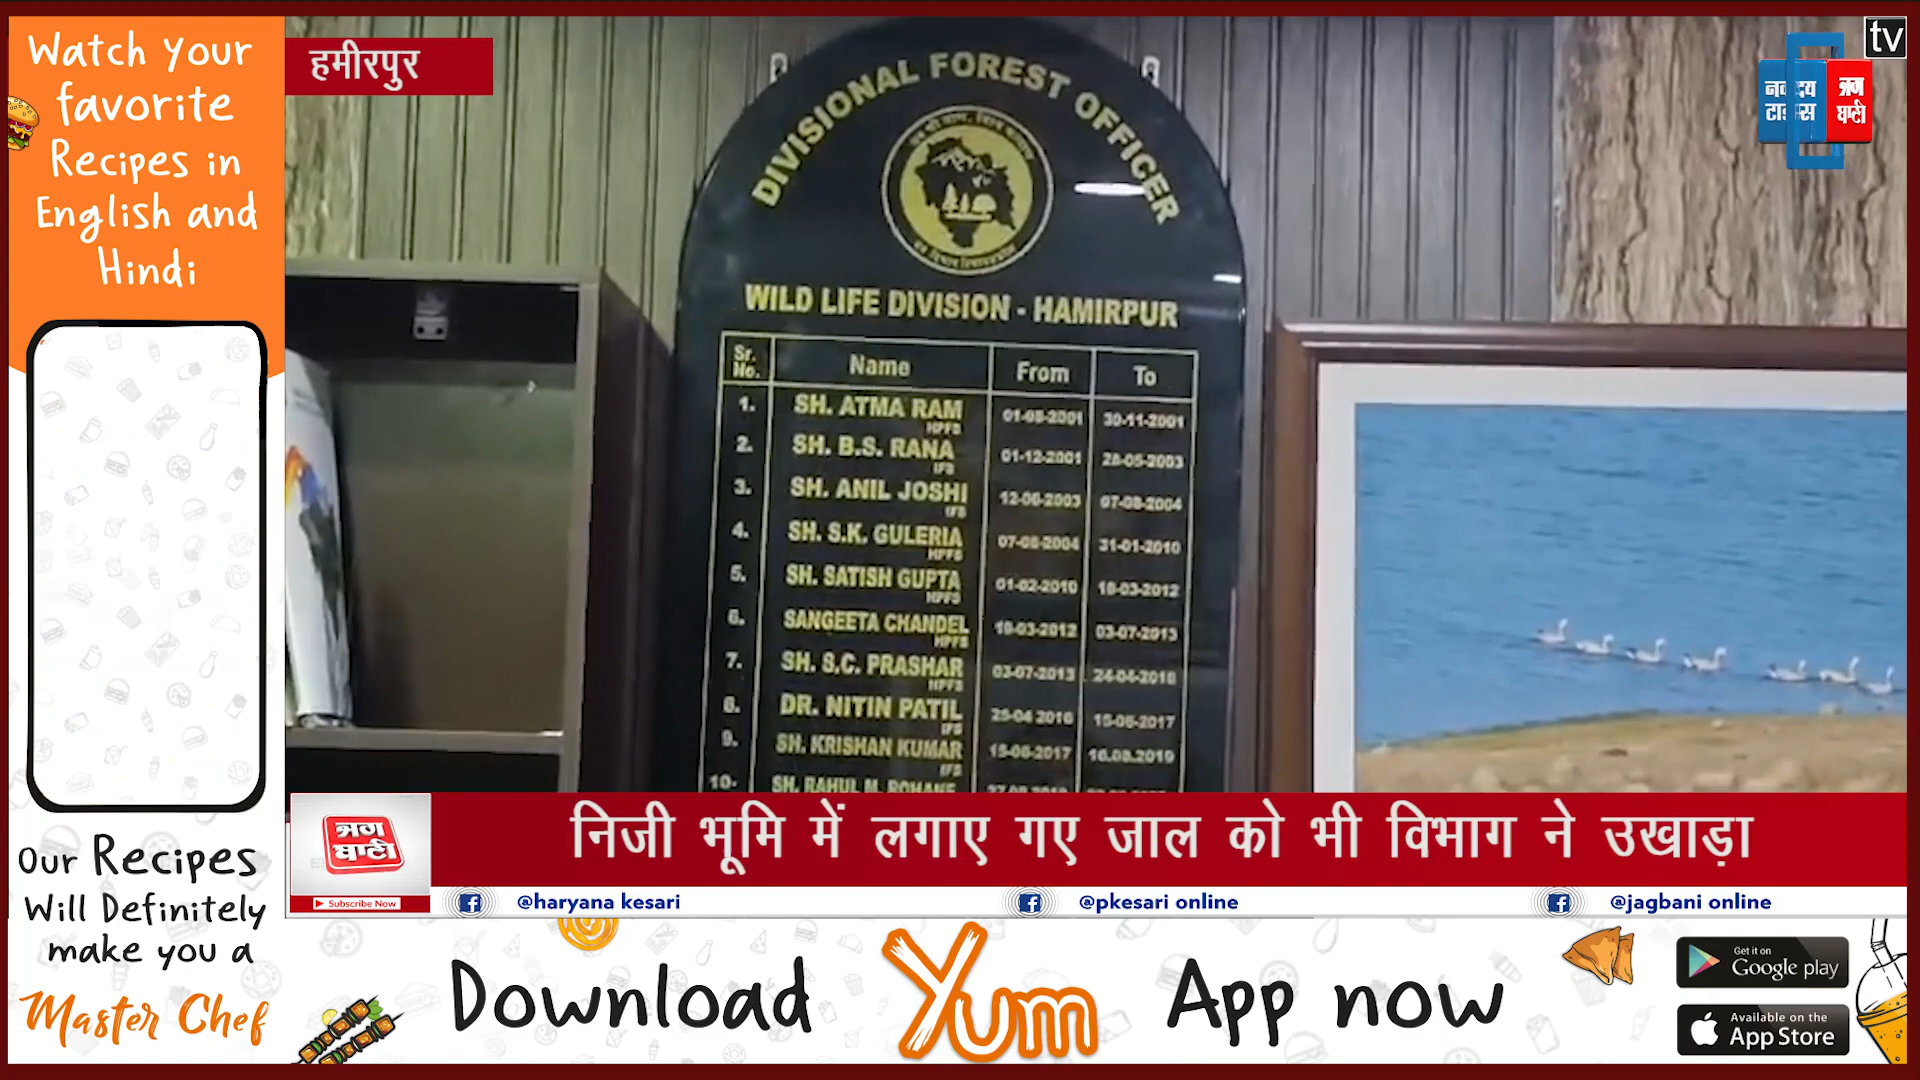 Watch your
favorite
Recipes in
English and
Hindi
Our Recipes
Will Definitely
make you a
Master Chef
हमीरपुर
tv
DIVISIONAL FOREST OFFICER
WILD LIFE DIVISION - HAMIRPUR
Sr. No. Name From To
1. SH. ATMA RAM HPFS 01-08-2001 30-11-2001
2. SH. B.S. RANA IFS 01-12-2001 28-05-2003
3. SH. ANIL JOSHI IFS 12-06-2003 07-08-2004
4. SH. S.K. GULERIA HPFS 07-08-2004 31-01-2010
5. SH. SATISH GUPTA HPFS 01-02-2010 18-03-2012
6. SANGEETA CHANDEL HPFS 18-03-2012 03-07-2013
7. SH. S.C. PRASHAR HPFS 03-07-2013 24-04-2016
8. DR. NITIN PATIL IFS 25-04 2016 15-06-2017
9. SH. KRISHAN KUMAR IFS 15-06-2017 16.08.2019
10- SH. RAHUL M. ROHANE
निजी भूमि में लगाए गए जाल को भी विभाग ने उखाड़ा
Subscribe Now
@haryana kesari @pkesari online @jagbani online
Download Yum App now
Get it on
Google play
Available on the
App Store